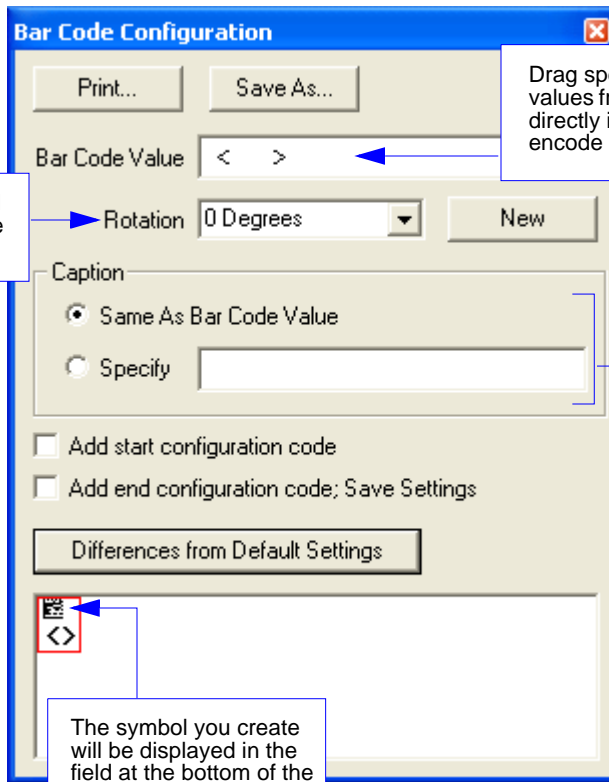 Bar Code Configuration
Print...
Save As...
Drag
values
directly
encode
Bar Code Value < >
Rotation 0 Degrees
New
Caption
Same As Bar Code Value
Specify
Add start configuration code
Add end configuration code; Save Settings
Differences from Default Settings
<>
The symbol you create
will be displayed in the
field at the bottom of the